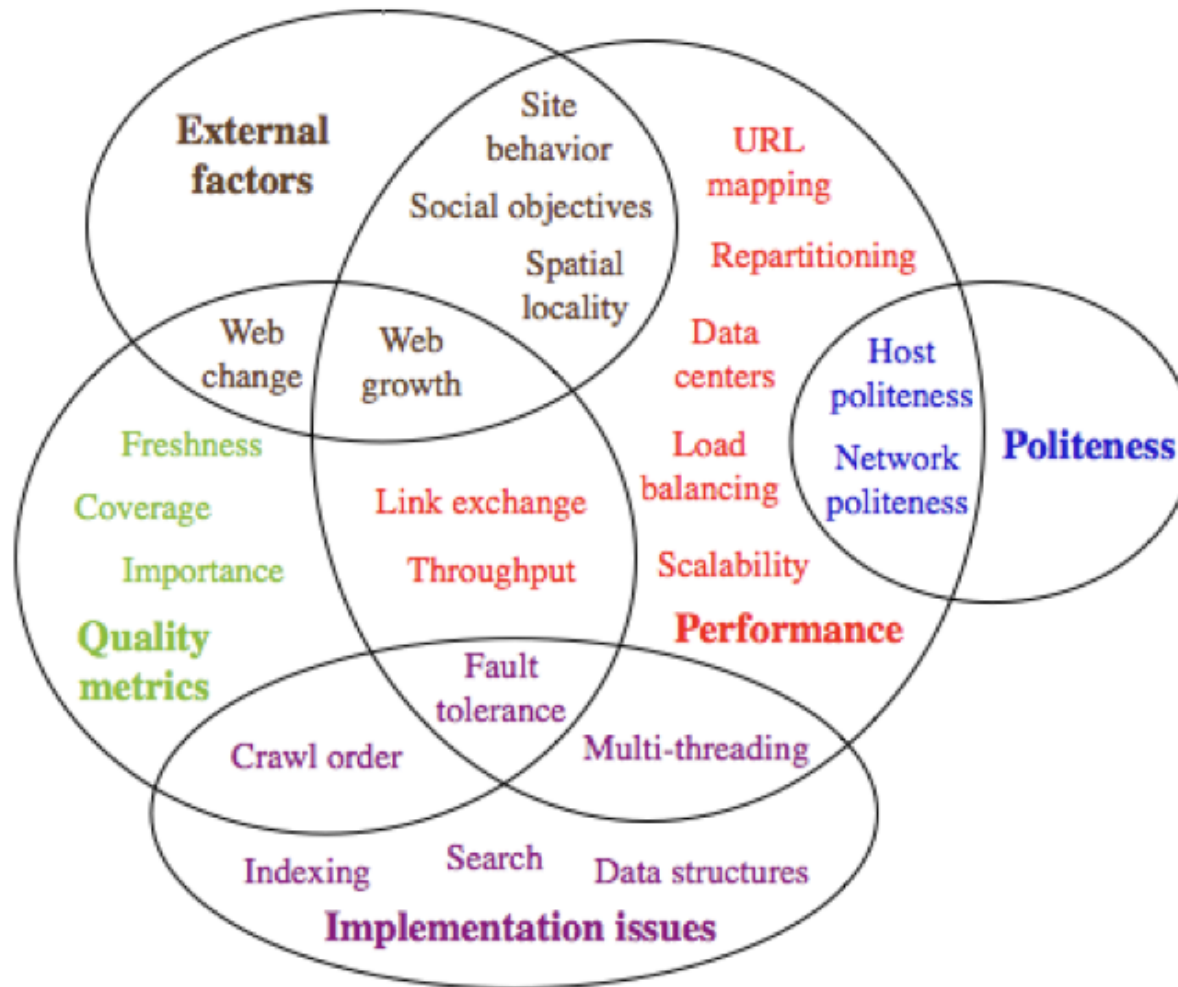 External
factors
Site
behavior
Social objectives
Spatial
locality
URL
mapping
Repartitioning
Web
change
Web
growth
Data
centers
Host
politeness
Network
politeness
Politeness
Freshness
Coverage
Importance
Quality
metrics
Link exchange
Throughput
Load
balancing
Scalability
Performance
Fault
tolerance
Crawl order
Multi-threading
Indexing
Search
Data structures
Implementation issues